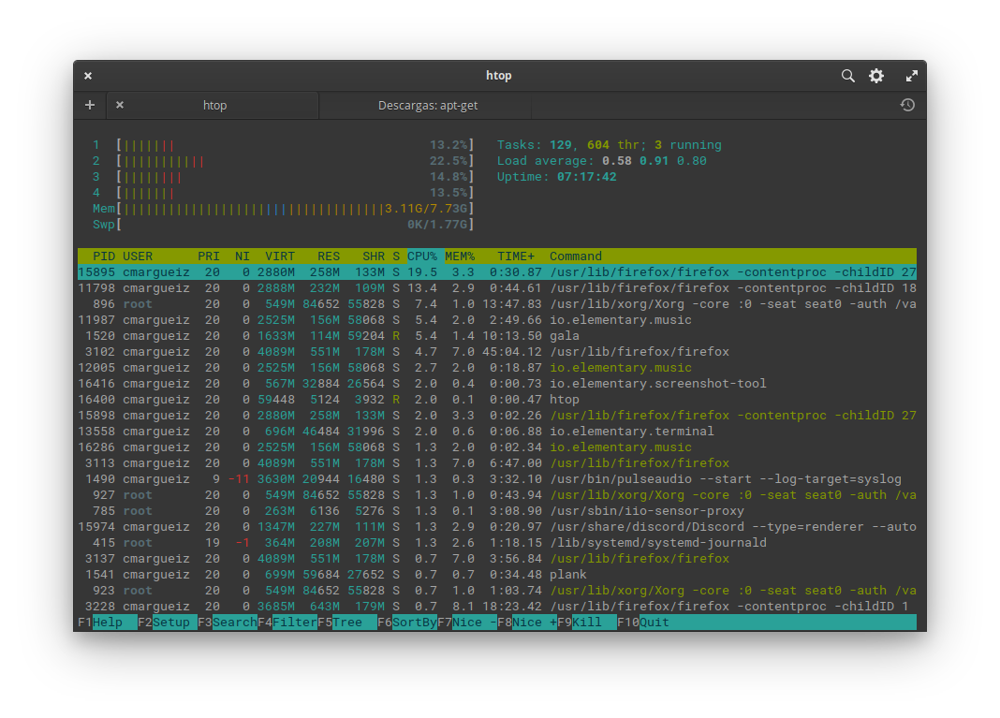 htop
htop
Descargas: apt-get
1 [||||||| 13.2%] Tasks: 129, 604 thr; 3 running
2 [||||||||||| 22.5%] Load average: 0.58 0.91 0.80
3 [|||||||| 14.8%] Uptime: 07:17:42
4 [||||||| 13.5%]
Mem[|||||||||||||||||||||||||||||||||||3.11G/7.73G]
Swp[ 0K/1.77G]
PID USER PRI NI VIRT RES SHR S CPU% MEM% TIME+ Command
15895 cmargueiz 20 0 2880M 258M 133M S 19.5 3.3 0:30.87 /usr/lib/firefox/firefox -contentproc -childID 27
11798 cmargueiz 20 0 2888M 232M 109M S 13.4 2.9 0:44.61 /usr/lib/firefox/firefox -contentproc -childID 18
896 root 20 0 549M 84652 55828 S 7.4 1.0 13:47.83 /usr/lib/xorg/Xorg -core :0 -seat seat0 -auth /va
11987 cmargueiz 20 0 2525M 156M 58068 S 5.4 2.0 2:49.66 io.elementary.music
1520 cmargueiz 20 0 1633M 114M 59204 R 5.4 1.4 10:13.50 gala
3102 cmargueiz 20 0 4089M 551M 178M S 4.7 7.0 45:04.12 /usr/lib/firefox/firefox
12005 cmargueiz 20 0 2525M 156M 58068 S 2.7 2.0 0:18.87 io.elementary.music
16416 cmargueiz 20 0 567M 32884 26564 S 2.0 0.4 0:00.73 io.elementary.screenshot-tool
16400 cmargueiz 20 0 59448 5124 3932 R 2.0 0.1 0:00.47 htop
15898 cmargueiz 20 0 2880M 258M 133M S 2.0 3.3 0:02.26 /usr/lib/firefox/firefox -contentproc -childID 27
13558 cmargueiz 20 0 696M 46484 31996 S 2.0 0.6 0:06.88 io.elementary.terminal
16286 cmargueiz 20 0 2525M 156M 58068 S 1.3 2.0 0:02.34 io.elementary.music
3113 cmargueiz 20 0 4089M 551M 178M S 1.3 7.0 6:47.00 /usr/lib/firefox/firefox
1490 cmargueiz 9 -11 3630M 20944 16480 S 1.3 0.3 3:32.10 /usr/bin/pulseaudio --start --log-target=syslog
927 root 20 0 549M 84652 55828 S 1.3 1.0 0:43.94 /usr/lib/xorg/Xorg -core :0 -seat seat0 -auth /va
785 root 20 0 263M 6136 5276 S 1.3 0.1 3:08.90 /usr/sbin/iio-sensor-proxy
15974 cmargueiz 20 0 1347M 227M 111M S 1.3 2.9 0:20.97 /usr/share/discord/Discord --type=renderer --auto
415 root 19 -1 364M 208M 207M S 1.3 2.6 1:18.15 /lib/systemd/systemd-journald
3137 cmargueiz 20 0 4089M 551M 178M S 0.7 7.0 3:56.84 /usr/lib/firefox/firefox
1541 cmargueiz 20 0 699M 59684 27652 S 0.7 0.7 0:34.48 plank
923 root 20 0 549M 84652 55828 S 0.7 1.0 1:03.74 /usr/lib/xorg/Xorg -core :0 -seat seat0 -auth /va
3228 cmargueiz 20 0 3685M 643M 179M S 0.7 8.1 18:23.42 /usr/lib/firefox/firefox -contentproc -childID 1
F1Help F2Setup F3SearchF4FilterF5Tree F6SortByF7Nice -F8Nice +F9Kill F10Quit